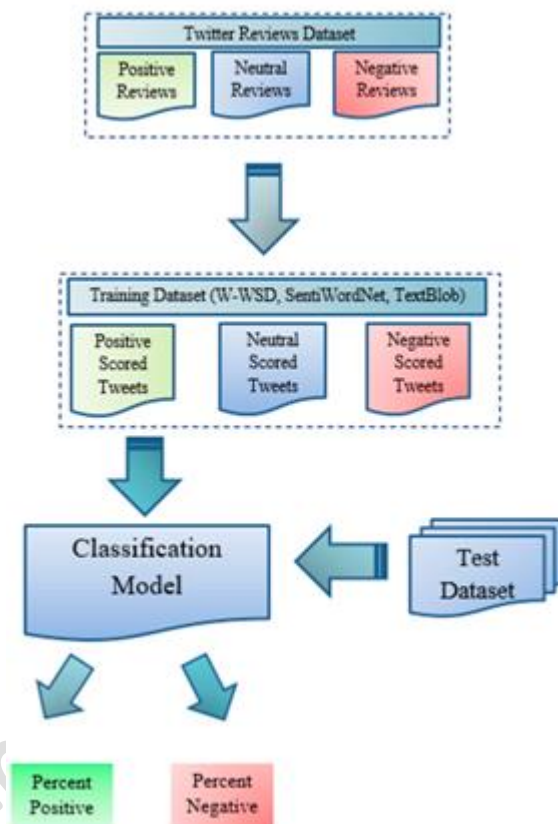 Twitter Reviews Dataset
Positive
Reviews
Neutral
Reviews
Negative
Reviews
Training Dataset (W-WSD, SentiWordNet, TextBlob)
Positive
Scored
Tweets
Neutral
Scored
Tweets
Negative
Scored
Tweets
Classification
Model
Test
Dataset
Percent
Positive
Percent
Negative